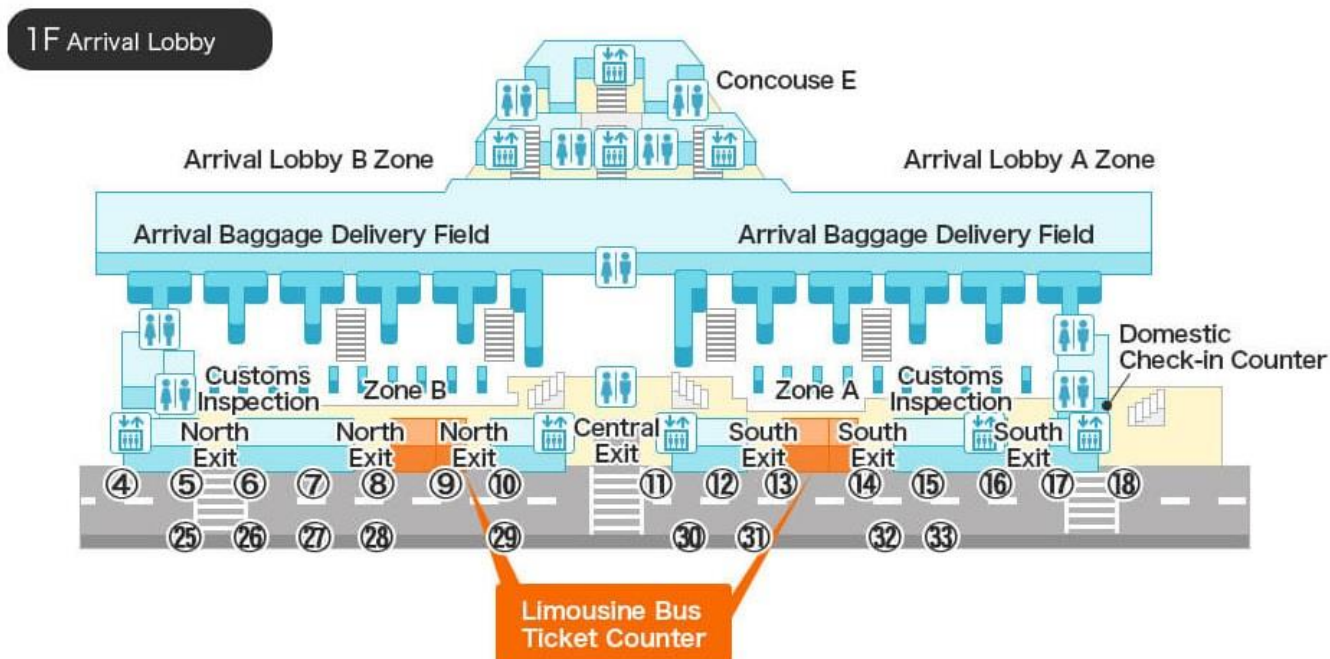 1F Arrival Lobby
Concouse E
Arrival Lobby B Zone
Arrival Lobby A Zone
Arrival Baggage Delivery Field
Arrival Baggage Delivery Field
Domestic
Check-in Counter
Customs
Inspection
Zone B
Zone A
Customs
Inspection
North
Exit
North
Exit
North
Exit
Central
Exit
South
Exit
South
Exit
South
Exit
④ ⑤ ⑥ ⑦ ⑧ ⑨ ⑩ ⑪ ⑫ ⑬ ⑭ ⑮ ⑯ ⑰ ⑱
㉕ ㉖ ㉗ ㉘ ㉙ ㉚ ㉛ ㉜ ㉝
Limousine Bus
Ticket Counter